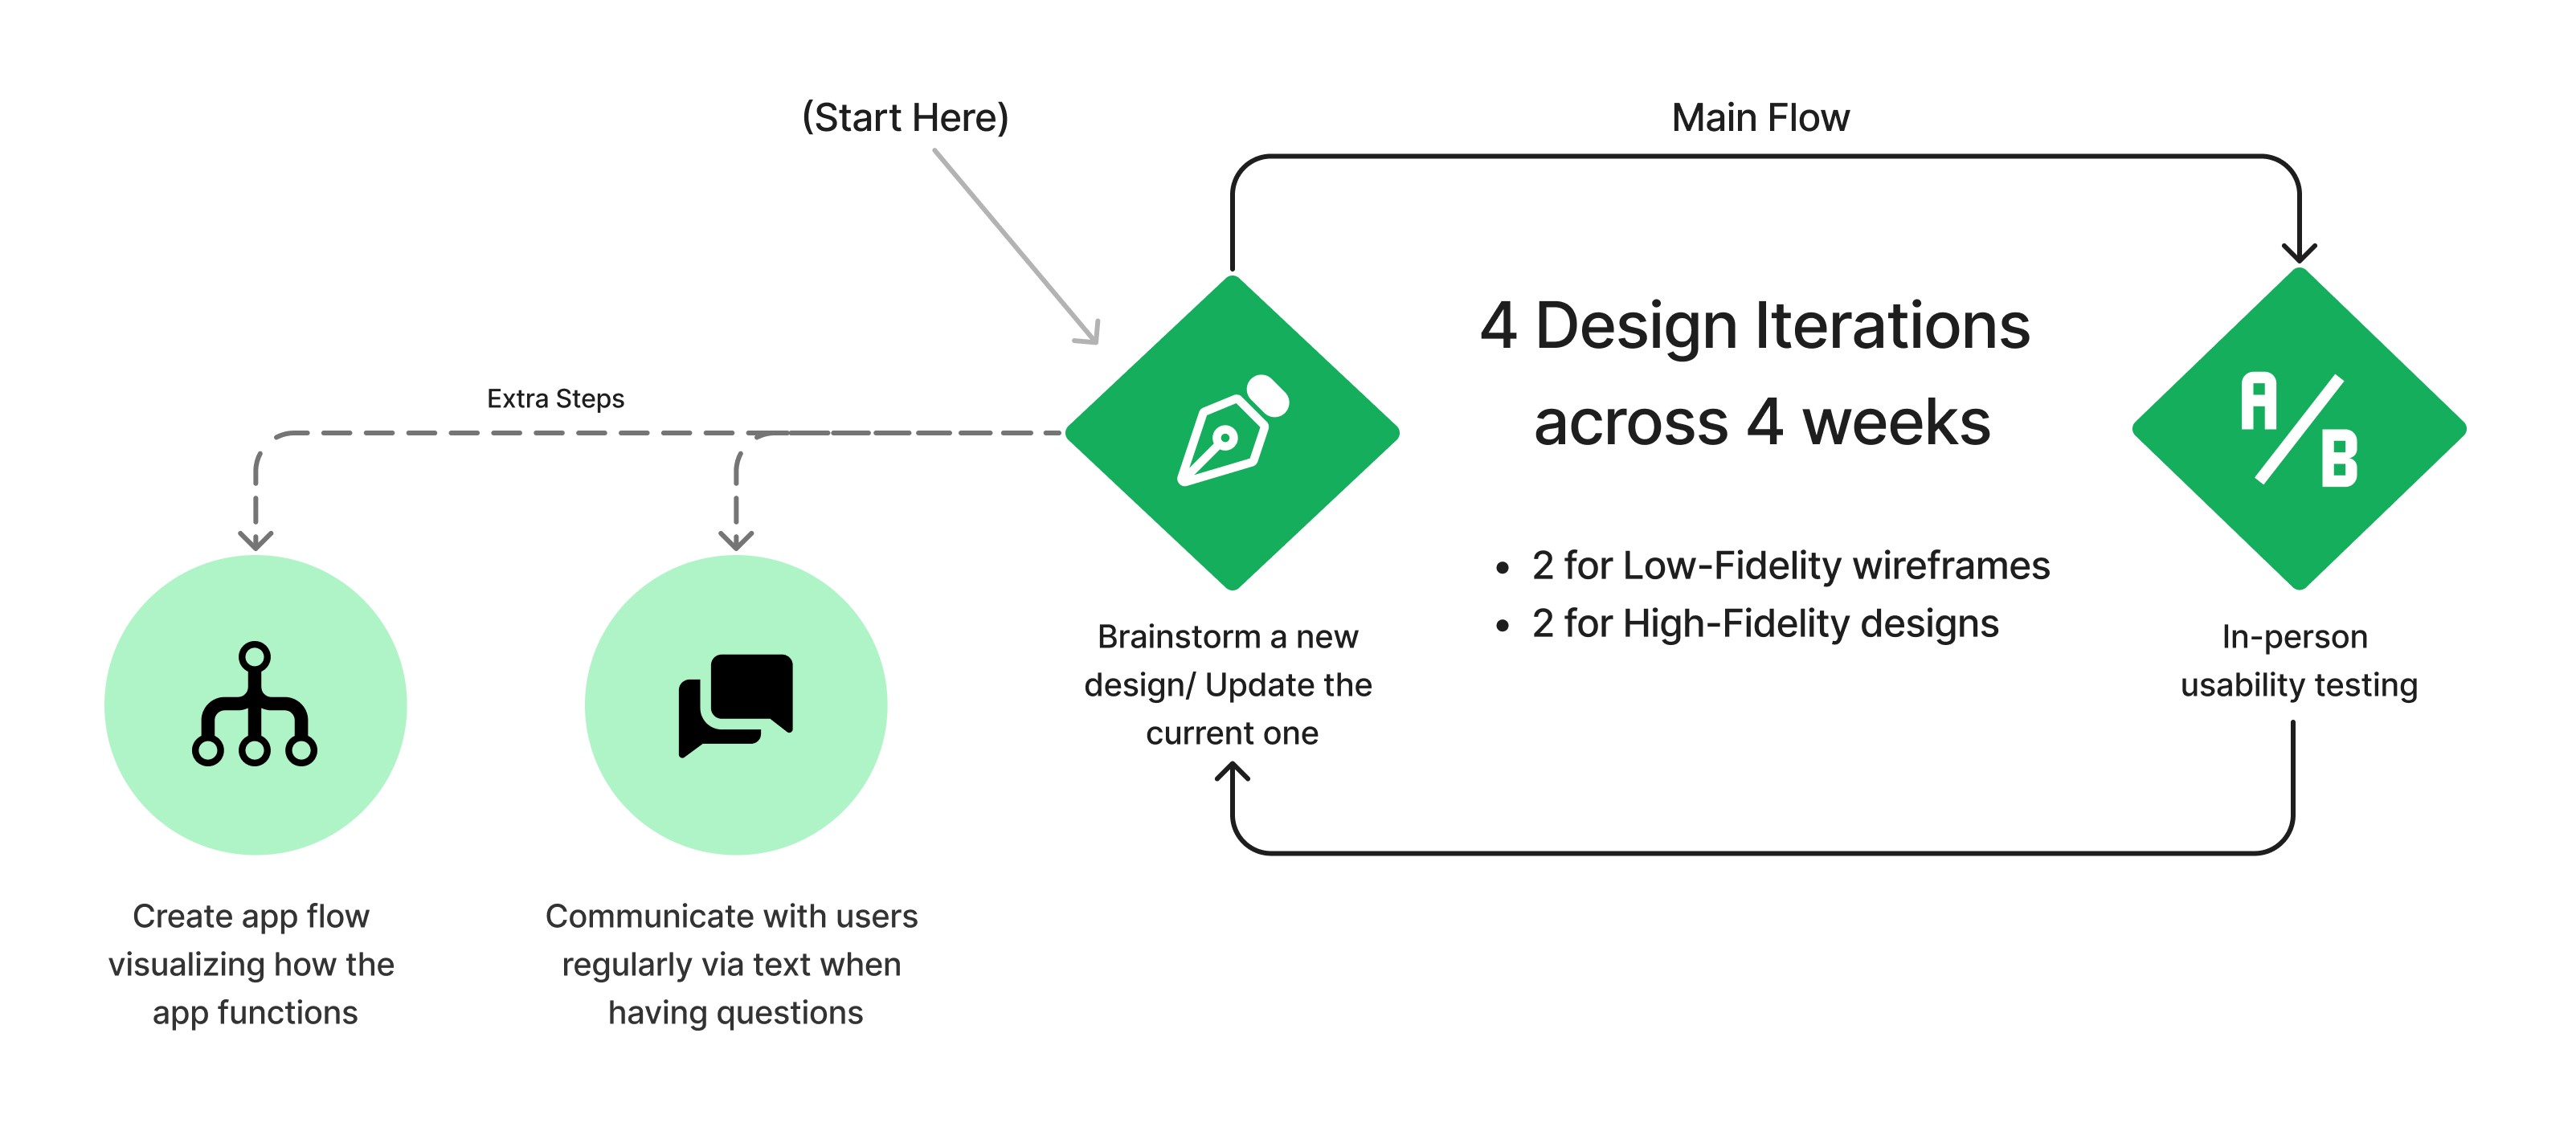 (Start Here)
Main Flow
4 Design Iterations
across 4 weeks
Extra Steps
A/B
• 2 for Low-Fidelity wireframes
• 2 for High-Fidelity designs
Brainstorm a new
design/ Update the
current one
In-person
usability testing
Create app flow
visualizing how the
app functions
Communicate with users
regularly via text when
having questions